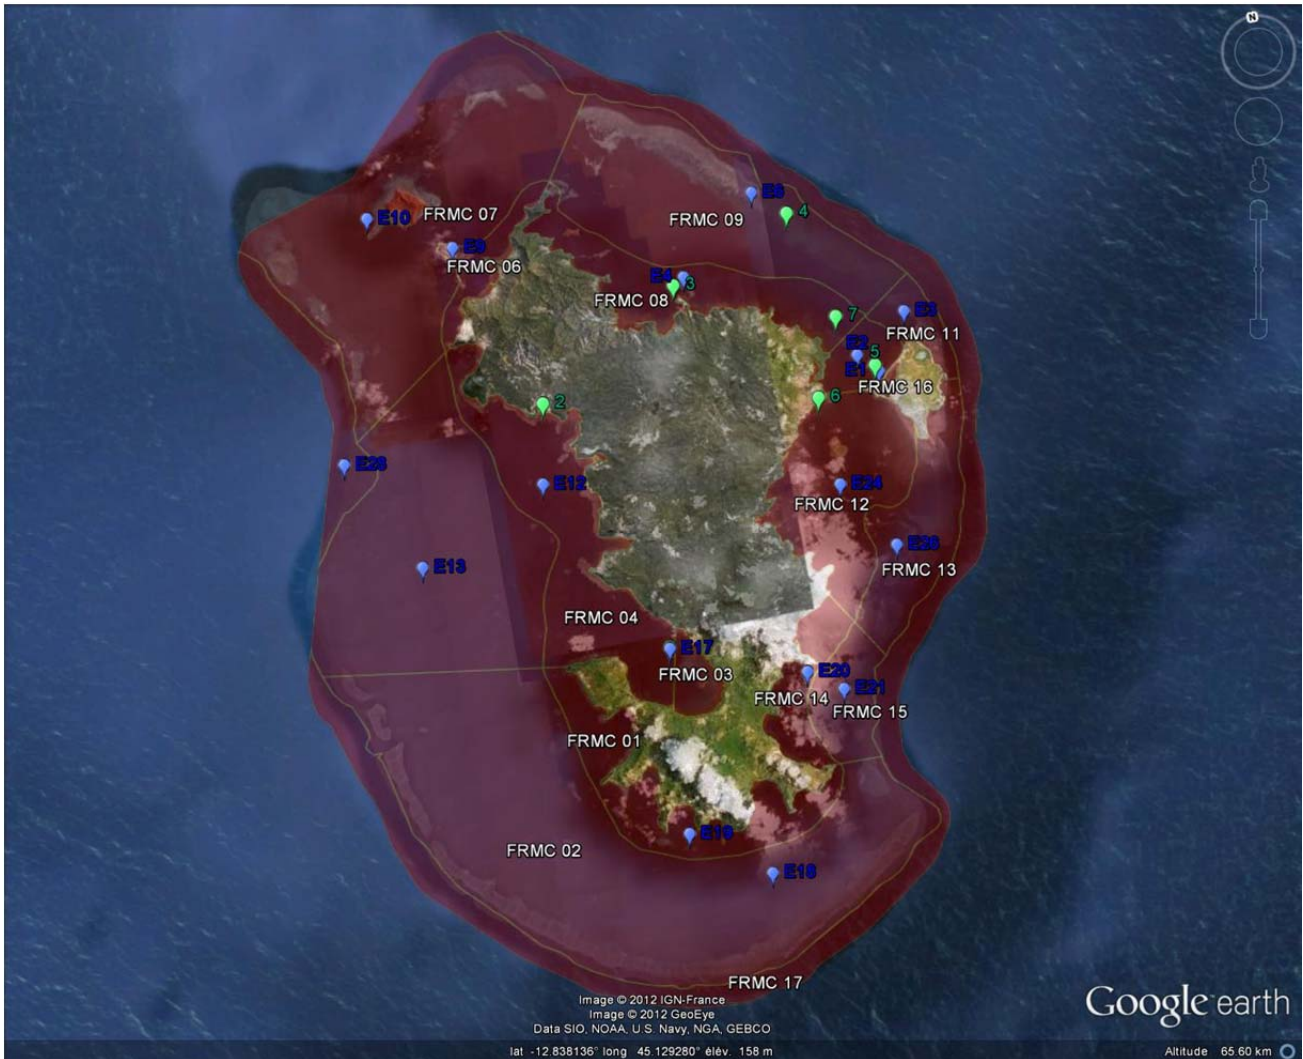 N
E6
4
FRMC 07
FRMC 09
E10
E9
FRMC 06
E4
3
FRMC 08
E3
7
FRMC 11
E2
5
E1
FRMC 16
2
6
E28
E12
E24
FRMC 12
E26
FRMC 13
E13
FRMC 04
E17
FRMC 03
E20
E21
FRMC 14
FRMC 15
FRMC 01
E19
FRMC 02
E18
FRMC 17
Image © 2012 IGN-France
Image © 2012 GeoEye
Data SIO, NOAA, U.S. Navy, NGA, GEBCO
Google earth
lat -12.838136° long 45.129280° élév. 158 m
Altitude 65.60 km